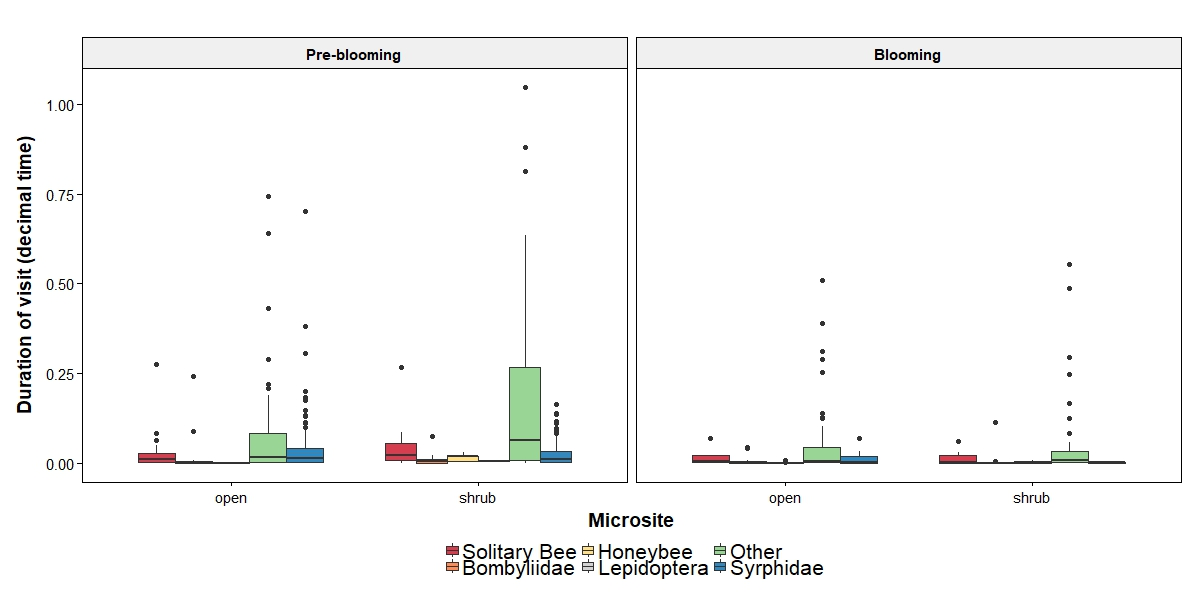 Pre-blooming
Blooming
Duration of visit (decimal time)
1.00
0.75
0.50
0.25
0.00
open
shrub
open
shrub
Microsite
Solitary Bee Honeybee Other
Bombyliidae Lepidoptera Syrphidae